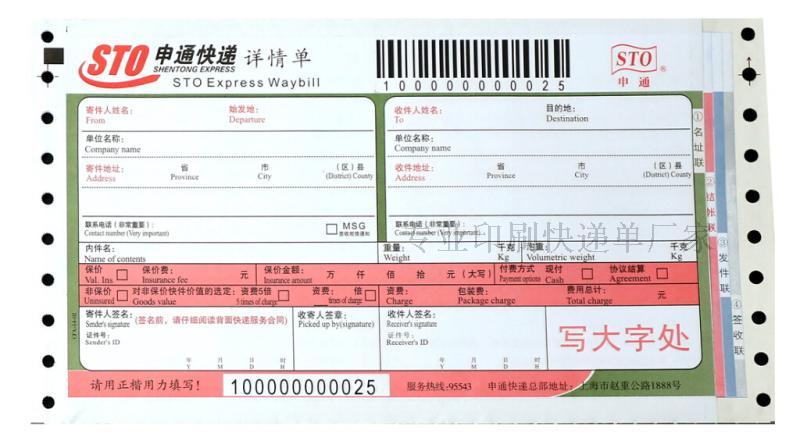 STO 申通快递 详情单
SHENTONG EXPRESS
STO Express Waybill
100000000025
STO
申通
®
寄件人姓名：
From
始发地：
Departure
单位名称：
Company name
寄件地址：
Address
省
Province
市
City
（区）县
(District) County
联系电话（非常重要）：
Contact number (Very important)
MSG
收件人姓名：
To
目的地：
Destination
单位名称：
Company name
收件地址：
Address
省
Province
市
City
（区）县
(District) County
联系电话（非常重要）：
Contact number (Very important)
专业印刷快递单厂家
内件名：
Name of contents
重量：
Weight
千克
Kg
泡重：
Volumetric weight
千克
Kg
保价
Val. Ins
保价费：
Insurance fee
元
保价金额：
Insurance amount
万 仟 佰 拾 元（大写）
付费方式
Payment options
现付
Cash
协议结算
Agreement
非保价
Uninsured
对非保价快件价值的选定：
Goods value
资费5倍
5 times of charge
资费： 倍
times of charge
资费：
Charge
包装费：
Package charge
费用总计：
Total charge
元
寄件人签名：
Sender's signature
(签名前，请仔细阅读背面快递服务合同)
证件号：
Sender's ID
年
Y
月
M
日
D
时
H
收寄人签章：
Picked up by(signature)
收件人签名：
Receiver's signature
证件号：
Receiver's ID
年
Y
月
M
日
D
时
H
写大字处
请用正楷用力填写！
100000000025
服务热线：95543
申通快递总部地址：上海市赵重公路1888号
①名址联
②结账联
③发件联
④签收联